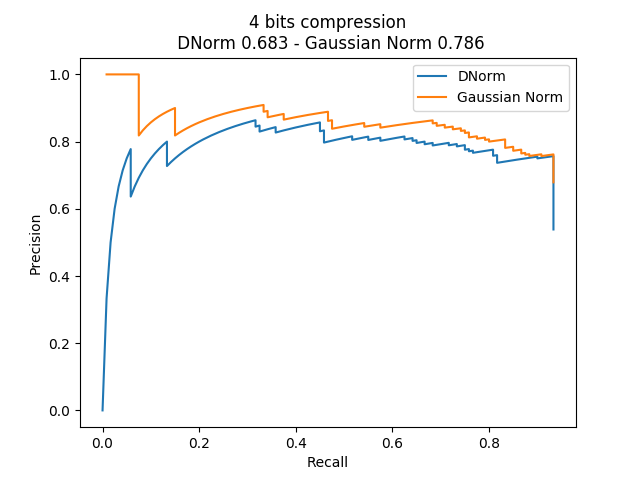 4 bits compression
DNorm 0.683 - Gaussian Norm 0.786
DNorm
Gaussian Norm
1.0
0.8
0.6
0.4
0.2
0.0
Precision
0.0 0.2 0.4 0.6 0.8
Recall